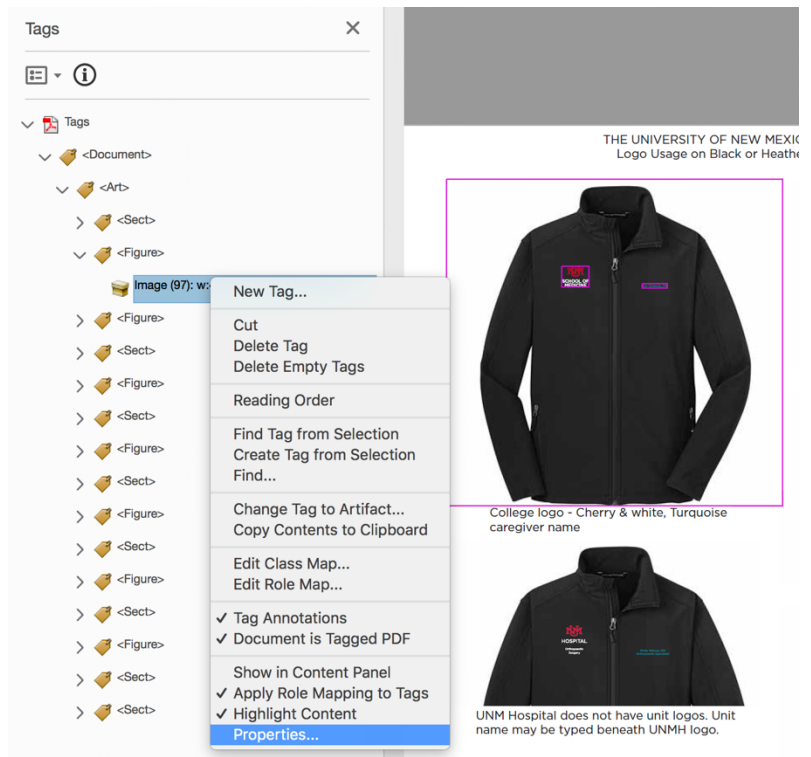 Tags
Tags
<Document>
<Art>
<Sect>
<Figure>
Image (97): w:
<Figure>
<Sect>
<Figure>
<Sect>
<Figure>
<Sect>
<Figure>
<Sect>
<Figure>
<Sect>
<Figure>
<Sect>
<Sect>
New Tag...
Cut
Delete Tag
Delete Empty Tags
Reading Order
Find Tag from Selection
Create Tag from Selection
Find...
Change Tag to Artifact...
Copy Contents to Clipboard
Edit Class Map...
Edit Role Map...
✓ Tag Annotations
✓ Document is Tagged PDF
Show in Content Panel
✓ Apply Role Mapping to Tags
✓ Highlight Content
Properties...
THE UNIVERSITY OF NEW MEXIC
Logo Usage on Black or Heathe
SCHOOL OF
MEDICINE
College logo - Cherry & white, Turquoise
caregiver name
HOSPITAL
Orthopaedic
Surgery
UNM Hospital does not have unit logos. Unit
name may be typed beneath UNMH logo.